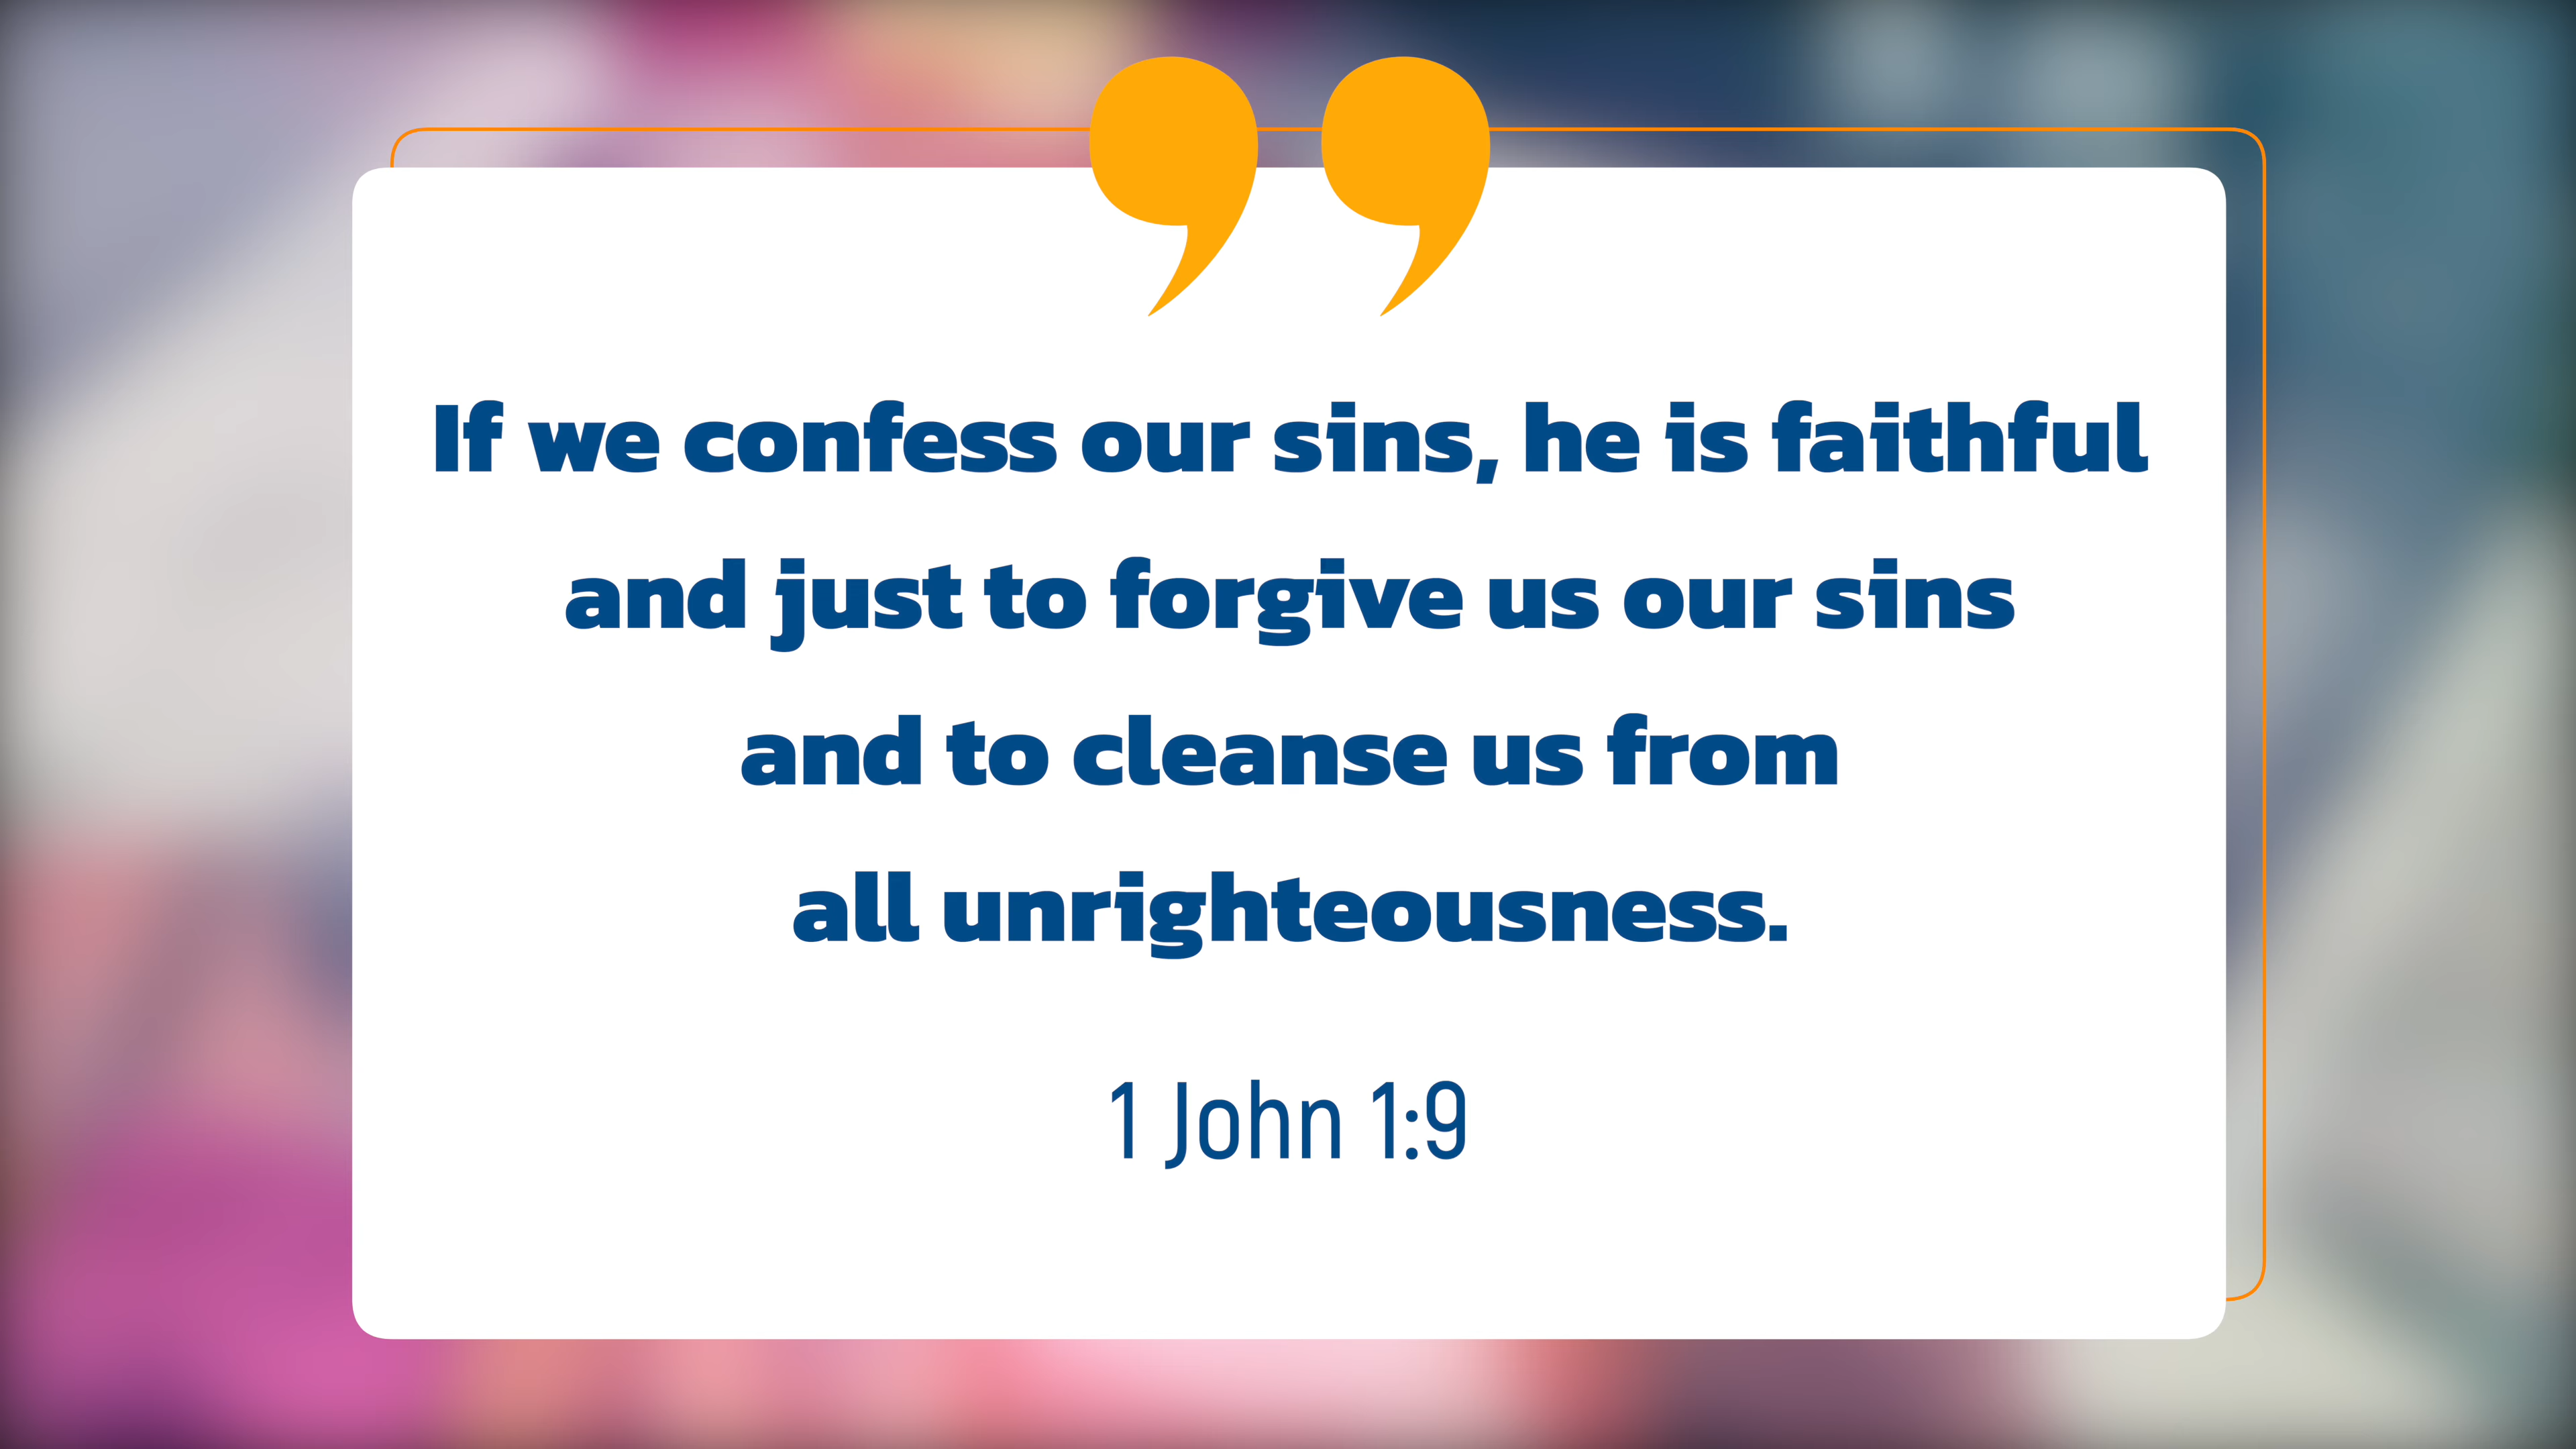 If we confess our sins, he is faithful
and just to forgive us our sins
and to cleanse us from
all unrighteousness.
1 John 1:9